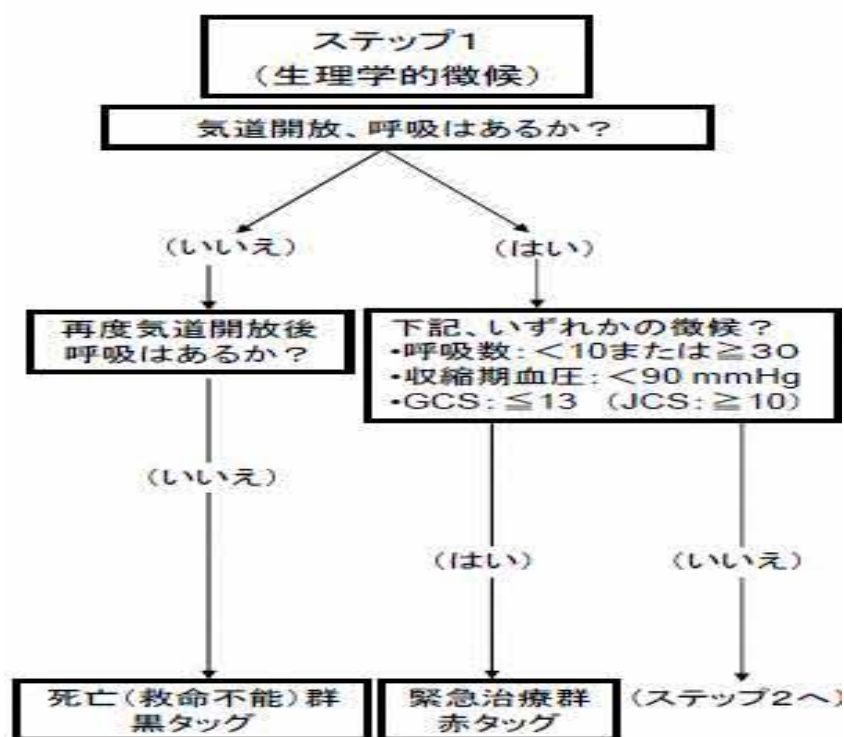 ステップ1
(生理学的徴候)
気道開放、呼吸はあるか?
(いいえ)
(はい)
再度気道開放後
呼吸はあるか?
下記、いずれかの徴候?
•呼吸数:<10または≧30
•収縮期血圧:<90 mmHg
•GCS:≦13 (JCS:≧10)
(いいえ)
(はい)
(いいえ)
死亡(救命不能)群
黒タッグ
緊急治療群
赤タッグ
(ステップ2へ)